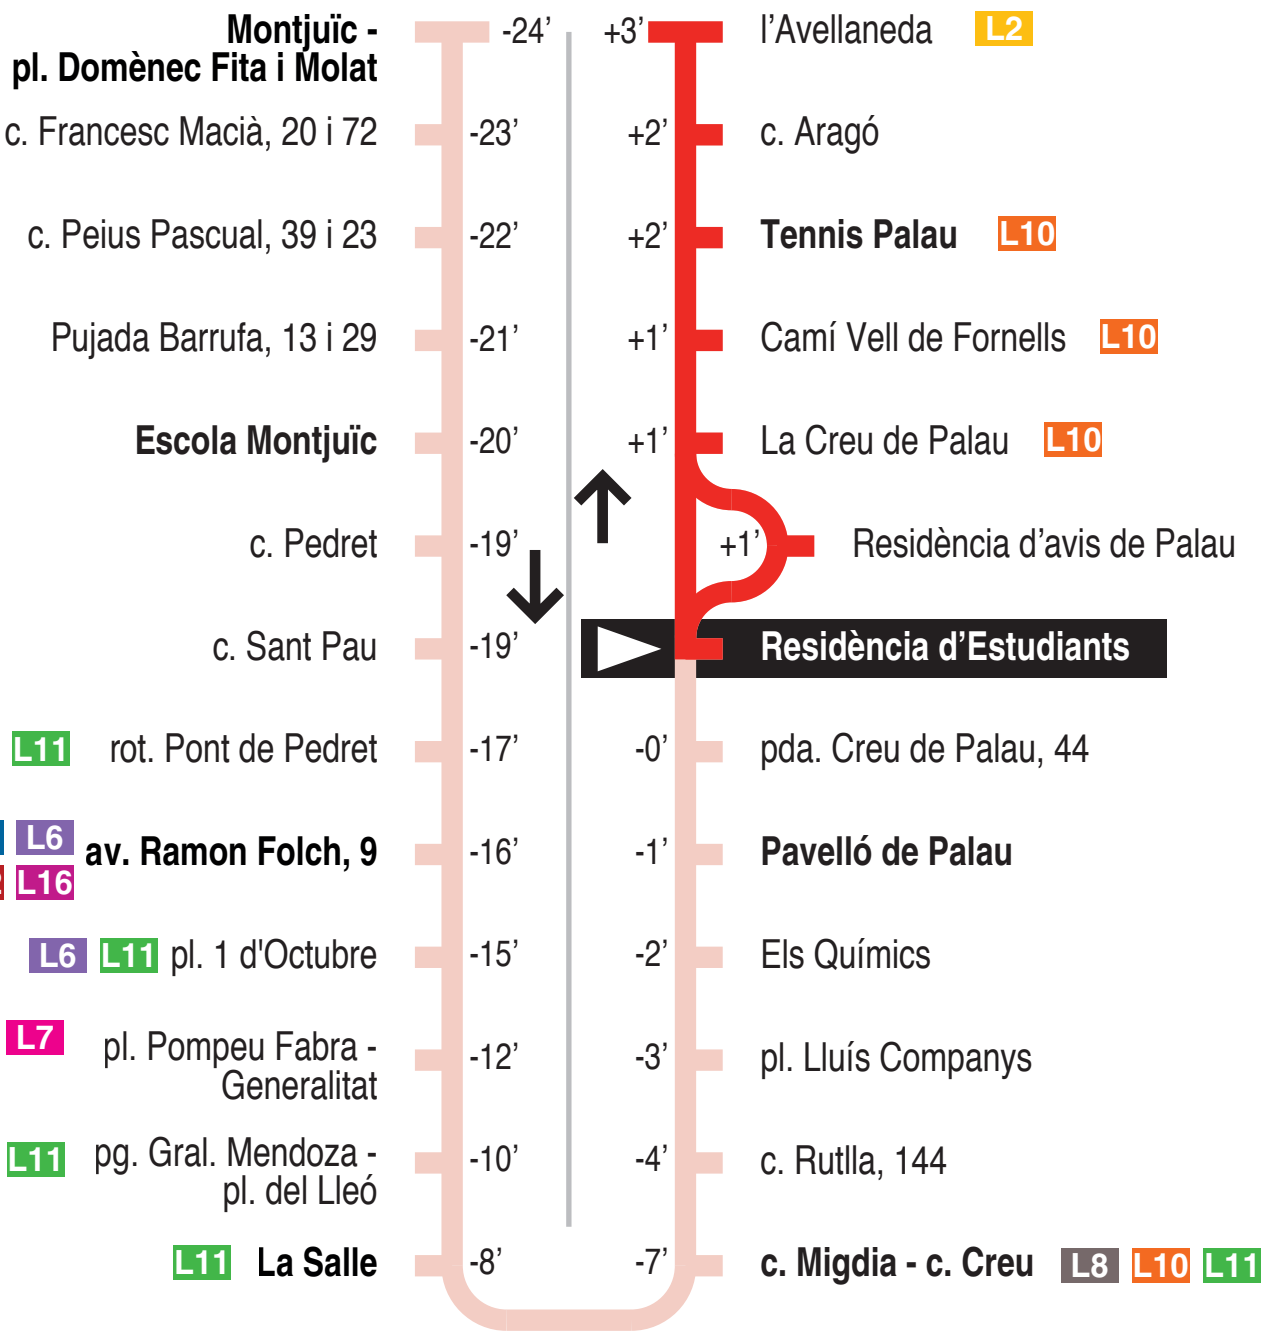 Montjuïc -
pl. Domènec Fita i Molat
-24’
c. Francesc Macià, 20 i 72
-23’
c. Peius Pascual, 39 i 23
-22’
Pujada Barrufa, 13 i 29
-21’
Escola Montjuïc
-20’
c. Pedret
-19’
c. Sant Pau
-19’
L11 rot. Pont de Pedret
-17’
L6
av. Ramon Folch, 9
L16
-16’
L6 L11 pl. 1 d'Octubre
-15’
L7 pl. Pompeu Fabra -
Generalitat
-12’
L11 pg. Gral. Mendoza -
pl. del Lleó
-10’
L11 La Salle
-8’
+3’ l’Avellaneda L2
+2’ c. Aragó
+2’ Tennis Palau L10
+1’ Camí Vell de Fornells L10
+1’ La Creu de Palau L10
+1’ Residència d’avis de Palau
Residència d’Estudiants
-0’ pda. Creu de Palau, 44
-1’ Pavelló de Palau
-2’ Els Químics
-3’ pl. Lluís Companys
-4’ c. Rutlla, 144
-7’ c. Migdia - c. Creu L8 L10 L11